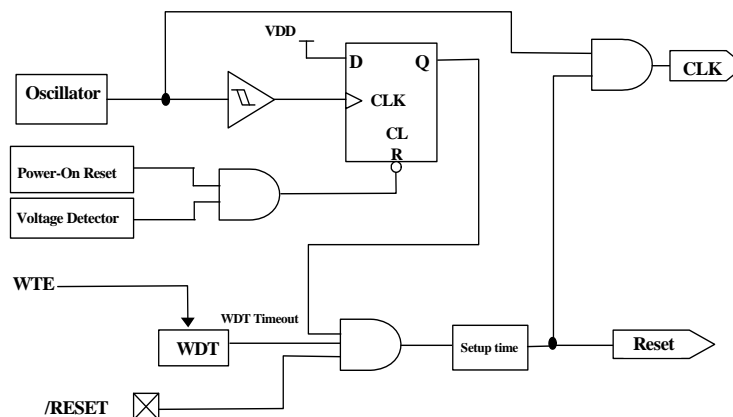 VDD
D
Q
CLK
Oscillator
CLK
CL
R
Power-On Reset
Voltage Detector
WTE
WDT Timeout
WDT
Setup time
Reset
/RESET